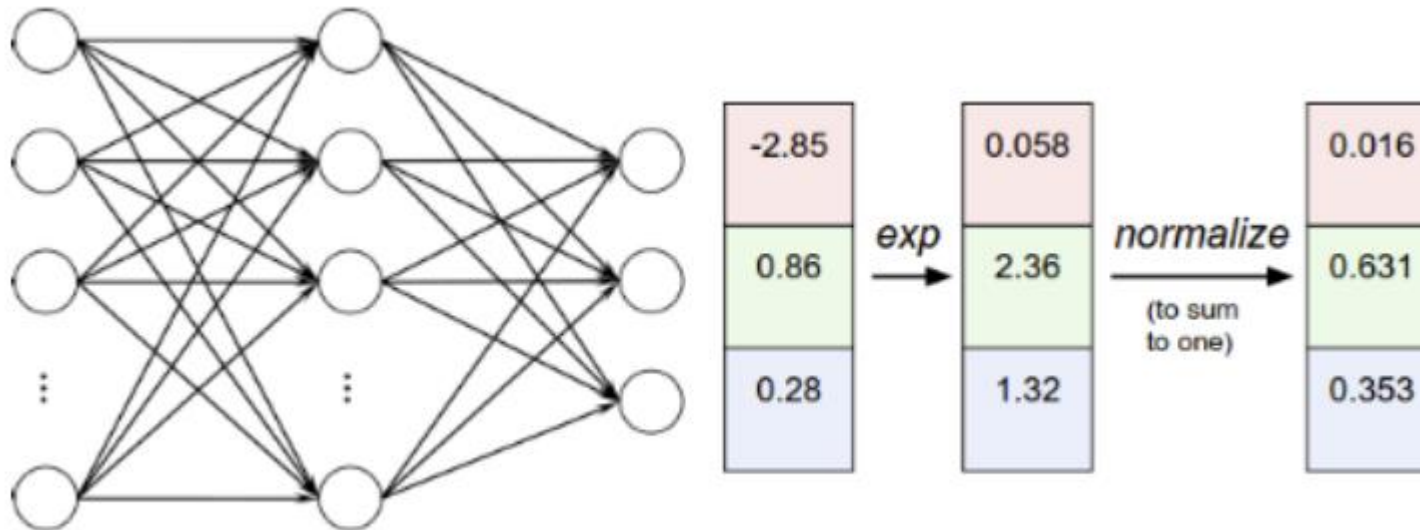 -2.85
0.86
0.28
exp
0.058
2.36
1.32
normalize
(to sum
to one)
0.016
0.631
0.353
...
...